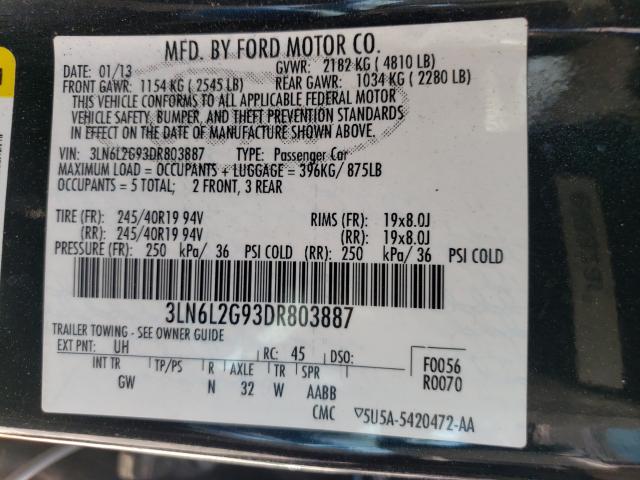 MFD. BY FORD MOTOR CO.
DATE: 01/13 GVWR: 2182 KG ( 4810 LB)
FRONT GAWR: 1154 KG ( 2545 LB) REAR GAWR: 1034 KG ( 2280 LB)
THIS VEHICLE CONFORMS TO ALL APPLICABLE FEDERAL MOTOR
VEHICLE SAFETY, BUMPER, AND THEFT PREVENTION STANDARDS
IN EFFECT ON THE DATE OF MANUFACTURE SHOWN ABOVE.
VIN: 3LN6L2G93DR803887 TYPE: Passenger Car
MAXIMUM LOAD = OCCUPANTS + LUGGAGE = 396KG/ 875LB
OCCUPANTS = 5 TOTAL; 2 FRONT, 3 REAR
TIRE (FR): 245/40R19 94V RIMS (FR): 19x8.0J
(RR): 245/40R19 94V (RR): 19x8.0J
PRESSURE (FR): 250 kPa/ 36 PSI COLD (RR): 250 kPa/ 36 PSI COLD
3LN6L2G93DR803887
TRAILER TOWING - SEE OWNER GUIDE
EXT PNT: UH RC: 45 DSO: F0056
INT TR TP/PS R AXLE TR SPR R0070
GW N 32 W AABB
CMC ▽5U5A-5420472-AA